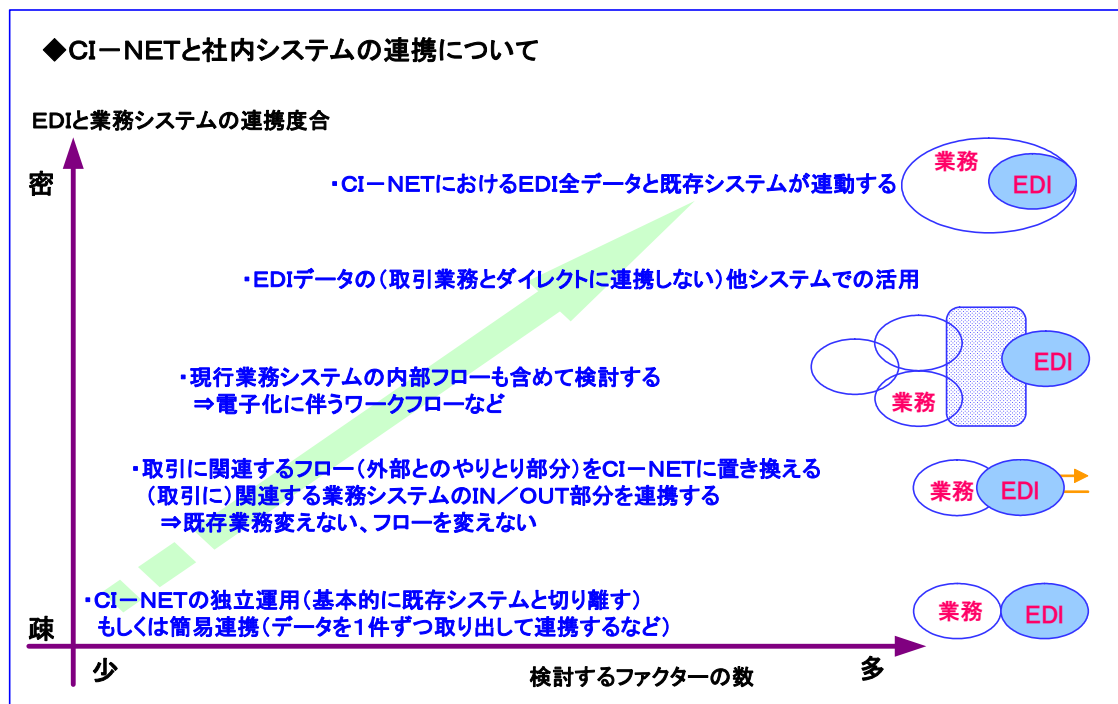 ◆CI－NETと社内システムの連携について
EDIと業務システムの連携度合
密
・CI－NETにおけるEDI全データと既存システムが連動する
業務
EDI
・EDIデータの（取引業務とダイレクトに連携しない）他システムでの活用
・現行業務システムの内部フローも含めて検討する
⇒電子化に伴うワークフローなど
EDI
業務
・取引に関連するフロー（外部とのやりとり部分）をCI－NETに置き換える
（取引に）関連する業務システムのIN／OUT部分を連携する
⇒既存業務変えない、フローを変えない
業務
EDI
・CI－NETの独立運用（基本的に既存システムと切り離す）
もしくは簡易連携（データを１件ずつ取り出して連携するなど）
業務
EDI
疎
少
検討するファクターの数
多